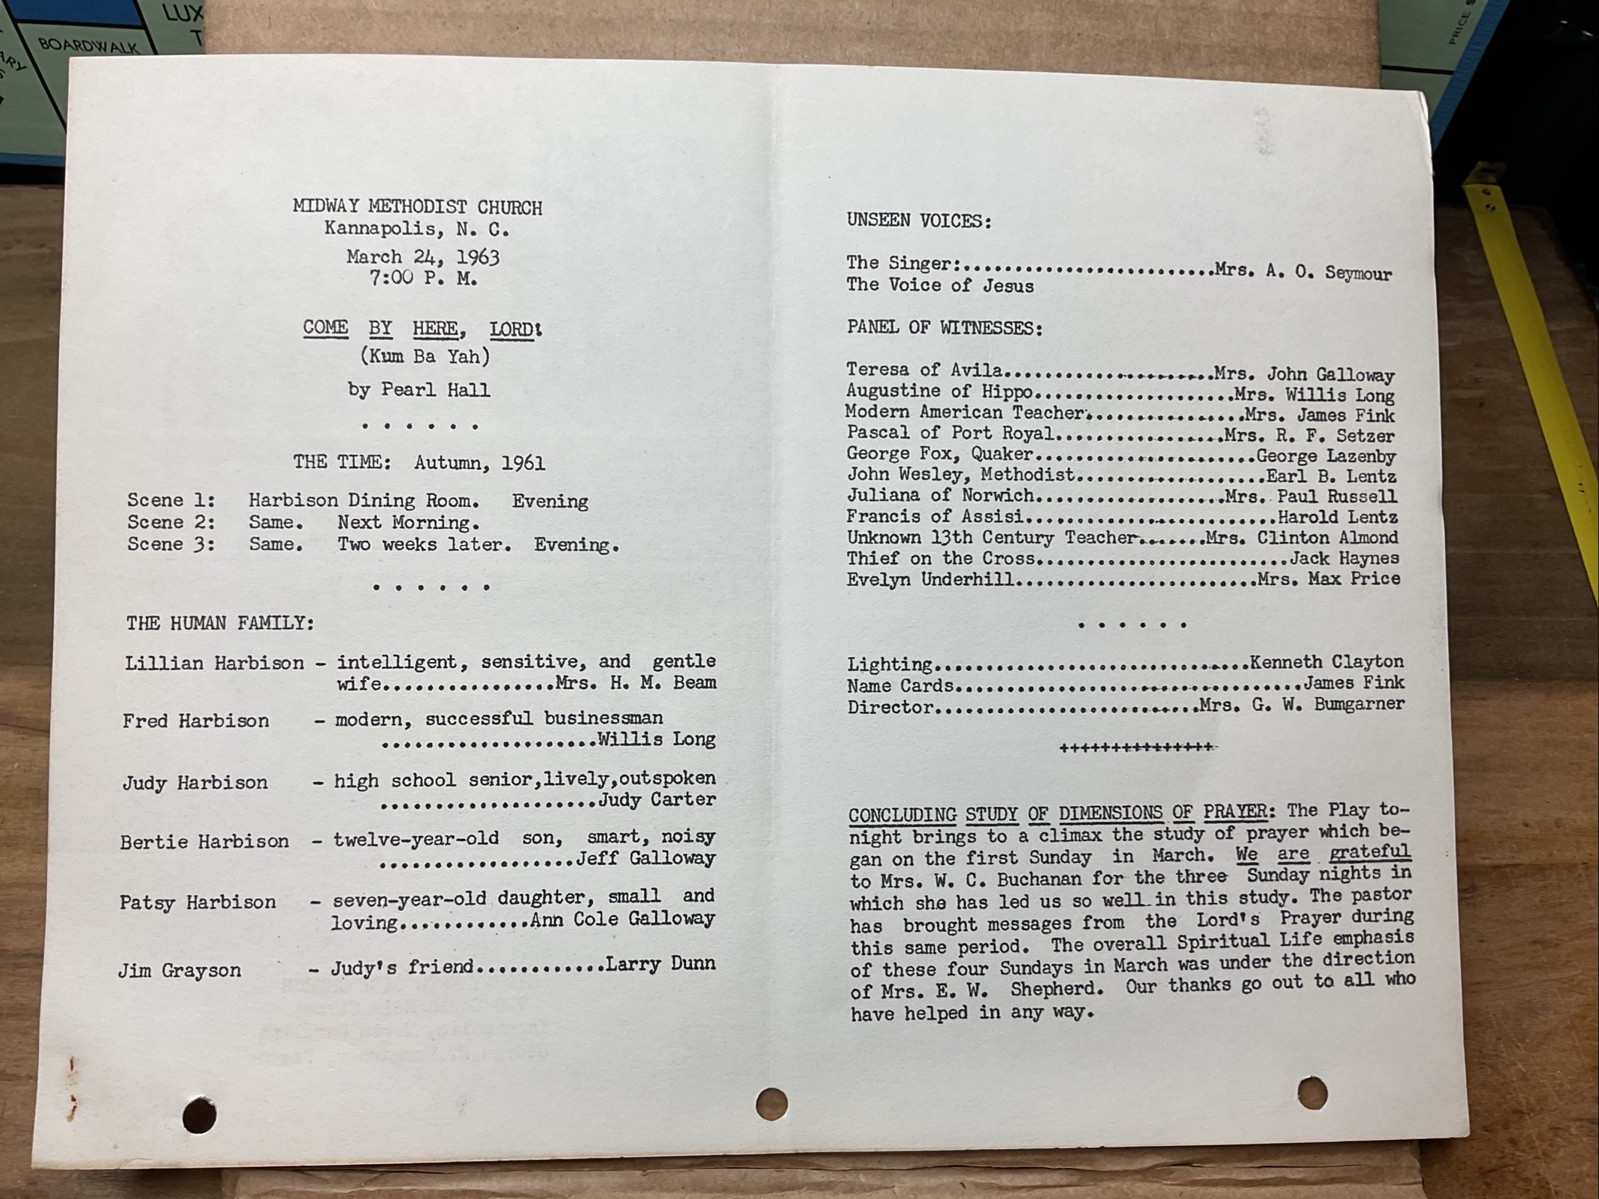 BOARDWALK
LUX
T
ARY
PRICE $
MIDWAY METHODIST CHURCH
Kannapolis, N. C.
March 24, 1963
7:00 P. M.
COME BY HERE, LORD!
(Kum Ba Yah)
by Pearl Hall
. . . . . .
THE TIME: Autumn, 1961
Scene 1: Harbison Dining Room. Evening
Scene 2: Same. Next Morning.
Scene 3: Same. Two weeks later. Evening.
. . . . . .
THE HUMAN FAMILY:
Lillian Harbison - intelligent, sensitive, and gentle
wife................Mrs. H. M. Beam
Fred Harbison - modern, successful businessman
.....................Willis Long
Judy Harbison - high school senior,lively,outspoken
.....................Judy Carter
Bertie Harbison - twelve-year-old son, smart, noisy
...................Jeff Galloway
Patsy Harbison - seven-year-old daughter, small and
loving.............Ann Cole Galloway
Jim Grayson - Judy's friend............Larry Dunn
UNSEEN VOICES:
The Singer:.........................Mrs. A. O. Seymour
The Voice of Jesus
PANEL OF WITNESSES:
Teresa of Avila.....................Mrs. John Galloway
Augustine of Hippo....................Mrs. Willis Long
Modern American Teacher................Mrs. James Fink
Pascal of Port Royal.................Mrs. R. F. Setzer
George Fox, Quaker......................George Lazenby
John Wesley, Methodist...................Earl B. Lentz
Juliana of Norwich...................Mrs. Paul Russell
Francis of Assisi.........................Harold Lentz
Unknown 13th Century Teacher.......Mrs. Clinton Almond
Thief on the Cross.........................Jack Haynes
Evelyn Underhill........................Mrs. Max Price
. . . . . .
Lighting...............................Kenneth Clayton
Name Cards..................................James Fink
Director..........................Mrs. G. W. Bumgarner
+++++++++++++++
CONCLUDING STUDY OF DIMENSIONS OF PRAYER: The Play to-
night brings to a climax the study of prayer which be-
gan on the first Sunday in March. We are grateful
to Mrs. W. C. Buchanan for the three Sunday nights in
which she has led us so well in this study. The pastor
has brought messages from the Lord's Prayer during
this same period. The overall Spiritual Life emphasis
of these four Sundays in March was under the direction
of Mrs. E. W. Shepherd. Our thanks go out to all who
have helped in any way.